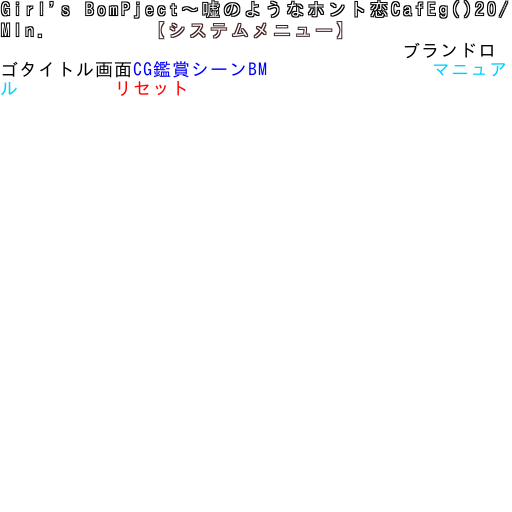 Girl's BomPject～嘘のようなホント恋CafEg()20/
MIn.　　　　　【システムメニュー】
ブランドロ
ゴタイトル画面CG鑑賞シーンBM　　　　　　　　マニュア
ル　　　　　リセット